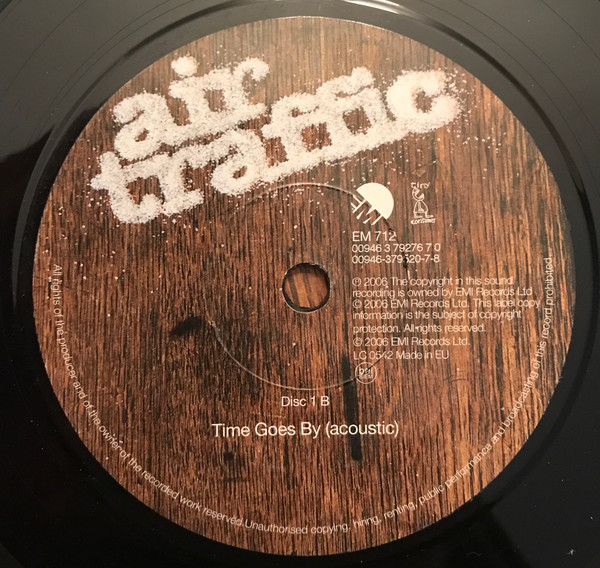 air
traffic
EM 712
00946 3 79276 7 0
00946-379520-7-8
℗ 2006 The copyright in this sound
recording is owned by EMI Records Ltd
© 2006 EMI Records Ltd. This label copy
information is the subject of copyright
protection. All rights reserved.
© 2006 EMI Records Ltd.
LC 0542 Made in EU
Disc 1 B
Time Goes By (acoustic)
All rights of the producer and of the owner of the recorded work reserved. Unauthorised copying, hiring, renting, public performance and broadcasting of this record prohibited.